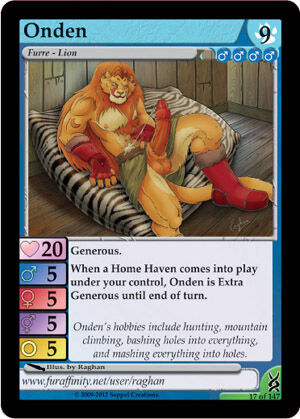 Onden
9
Furre - Lion
♂♂♂♂
20
Generous.
♂ 5
When a Home Haven comes into play
under your control, Onden is Extra
Generous until end of turn.
♀ 5
⚥ 5
5
Onden's hobbies include hunting, mountain
climbing, bashing holes into everything,
and mashing everything into holes.
Illus. by Raghan
www.furaffinity.net/user/raghan
17 of 147
© 2009-2012 Seppel Creations.